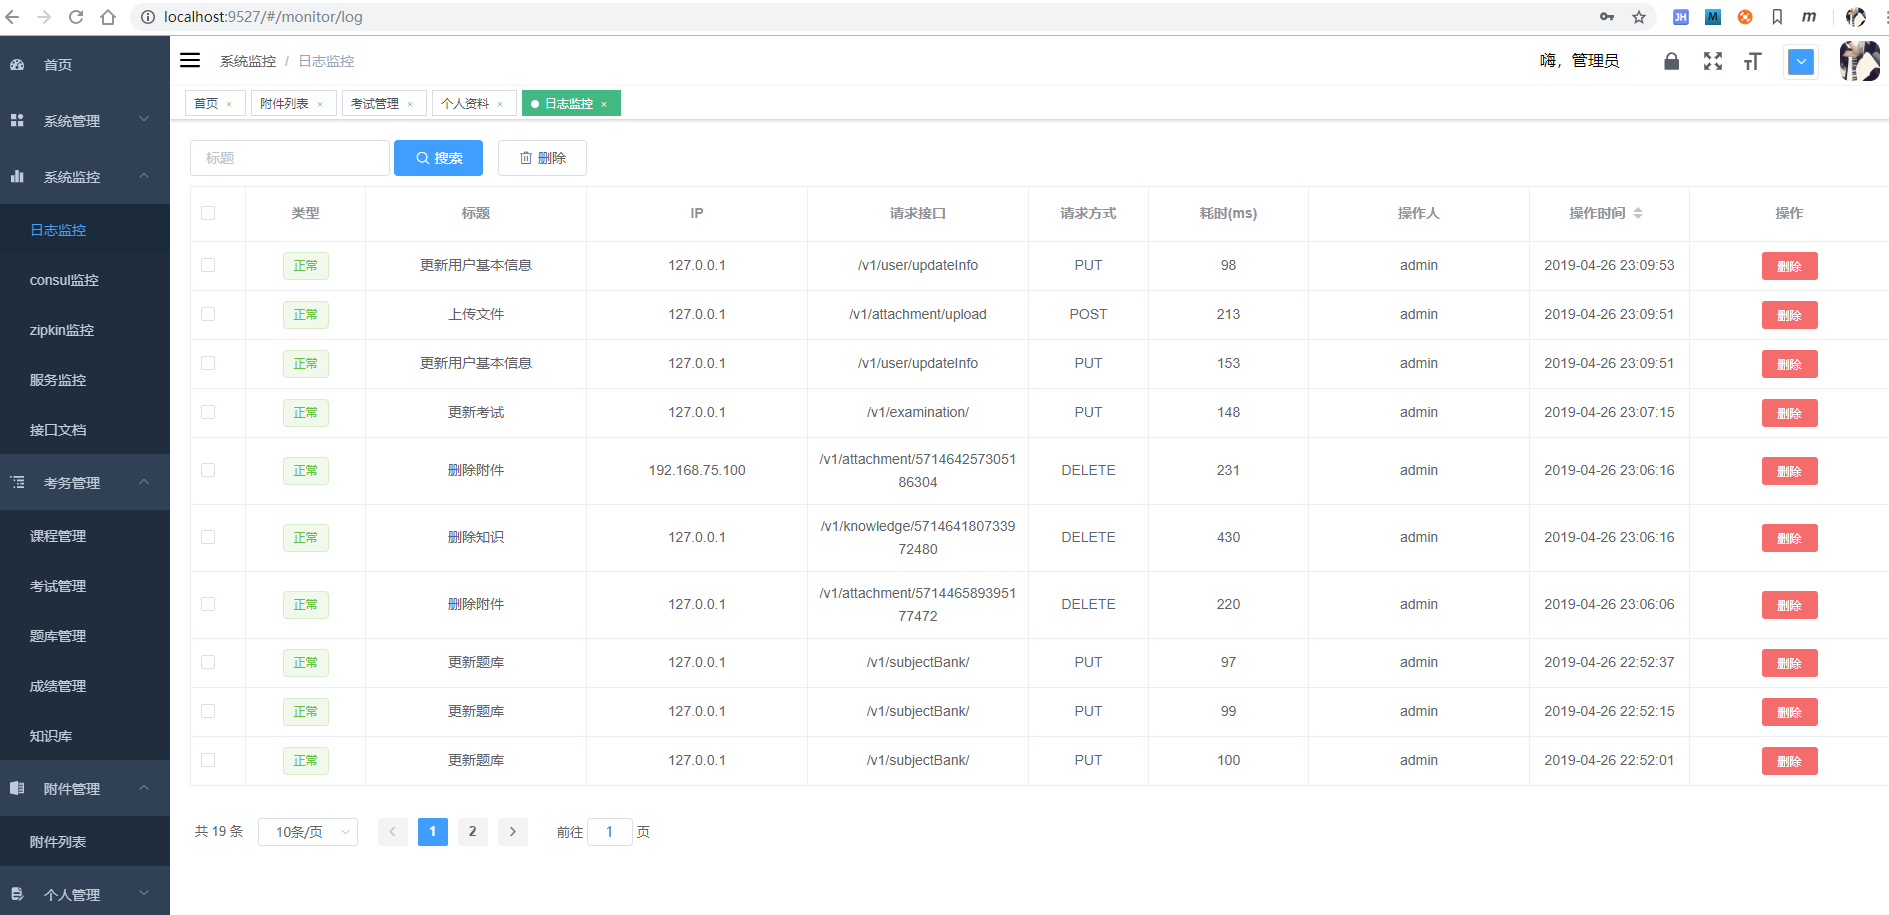 localhost:9527/#/monitor/log
JH
M
m
首页
系统管理
系统监控
日志监控
consul监控
zipkin监控
服务监控
接口文档
考务管理
课程管理
考试管理
题库管理
成绩管理
知识库
附件管理
附件列表
个人管理
系统监控 / 日志监控
嗨，管理员
首页 × 附件列表 × 考试管理 × 个人资料 × 日志监控 ×
标题 搜索 删除
类型 标题 IP 请求接口 请求方式 耗时(ms) 操作人 操作时间 操作
正常 更新用户基本信息 127.0.0.1 /v1/user/updateInfo PUT 98 admin 2019-04-26 23:09:53 删除
正常 上传文件 127.0.0.1 /v1/attachment/upload POST 213 admin 2019-04-26 23:09:51 删除
正常 更新用户基本信息 127.0.0.1 /v1/user/updateInfo PUT 153 admin 2019-04-26 23:09:51 删除
正常 更新考试 127.0.0.1 /v1/examination/ PUT 148 admin 2019-04-26 23:07:15 删除
正常 删除附件 192.168.75.100 /v1/attachment/5714642573051
86304 DELETE 231 admin 2019-04-26 23:06:16 删除
正常 删除知识 127.0.0.1 /v1/knowledge/5714641807339
72480 DELETE 430 admin 2019-04-26 23:06:16 删除
正常 删除附件 127.0.0.1 /v1/attachment/5714465893951
77472 DELETE 220 admin 2019-04-26 23:06:06 删除
正常 更新题库 127.0.0.1 /v1/subjectBank/ PUT 97 admin 2019-04-26 22:52:37 删除
正常 更新题库 127.0.0.1 /v1/subjectBank/ PUT 99 admin 2019-04-26 22:52:15 删除
正常 更新题库 127.0.0.1 /v1/subjectBank/ PUT 100 admin 2019-04-26 22:52:01 删除
共 19 条 10条/页 1 2 前往 1 页